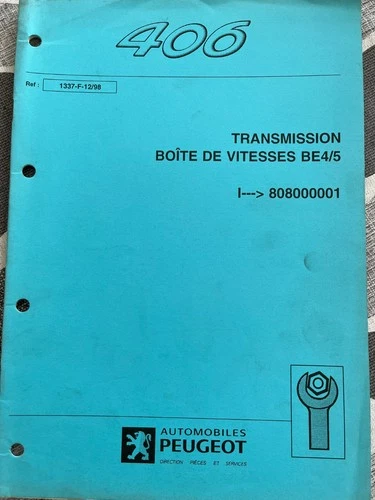 406
Ref :
1337-F-12/98
TRANSMISSION
BOÎTE DE VITESSES BE4/5
I---> 808000001
AUTOMOBILES
PEUGEOT
DIRECTION PIÈCES ET SERVICES